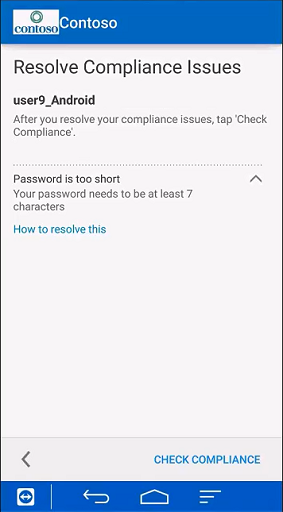 contoso Contoso
Resolve Compliance Issues
user9_Android
After you resolve your compliance issues, tap 'Check
Compliance'.
Password is too short
Your password needs to be at least 7
characters
How to resolve this
CHECK COMPLIANCE